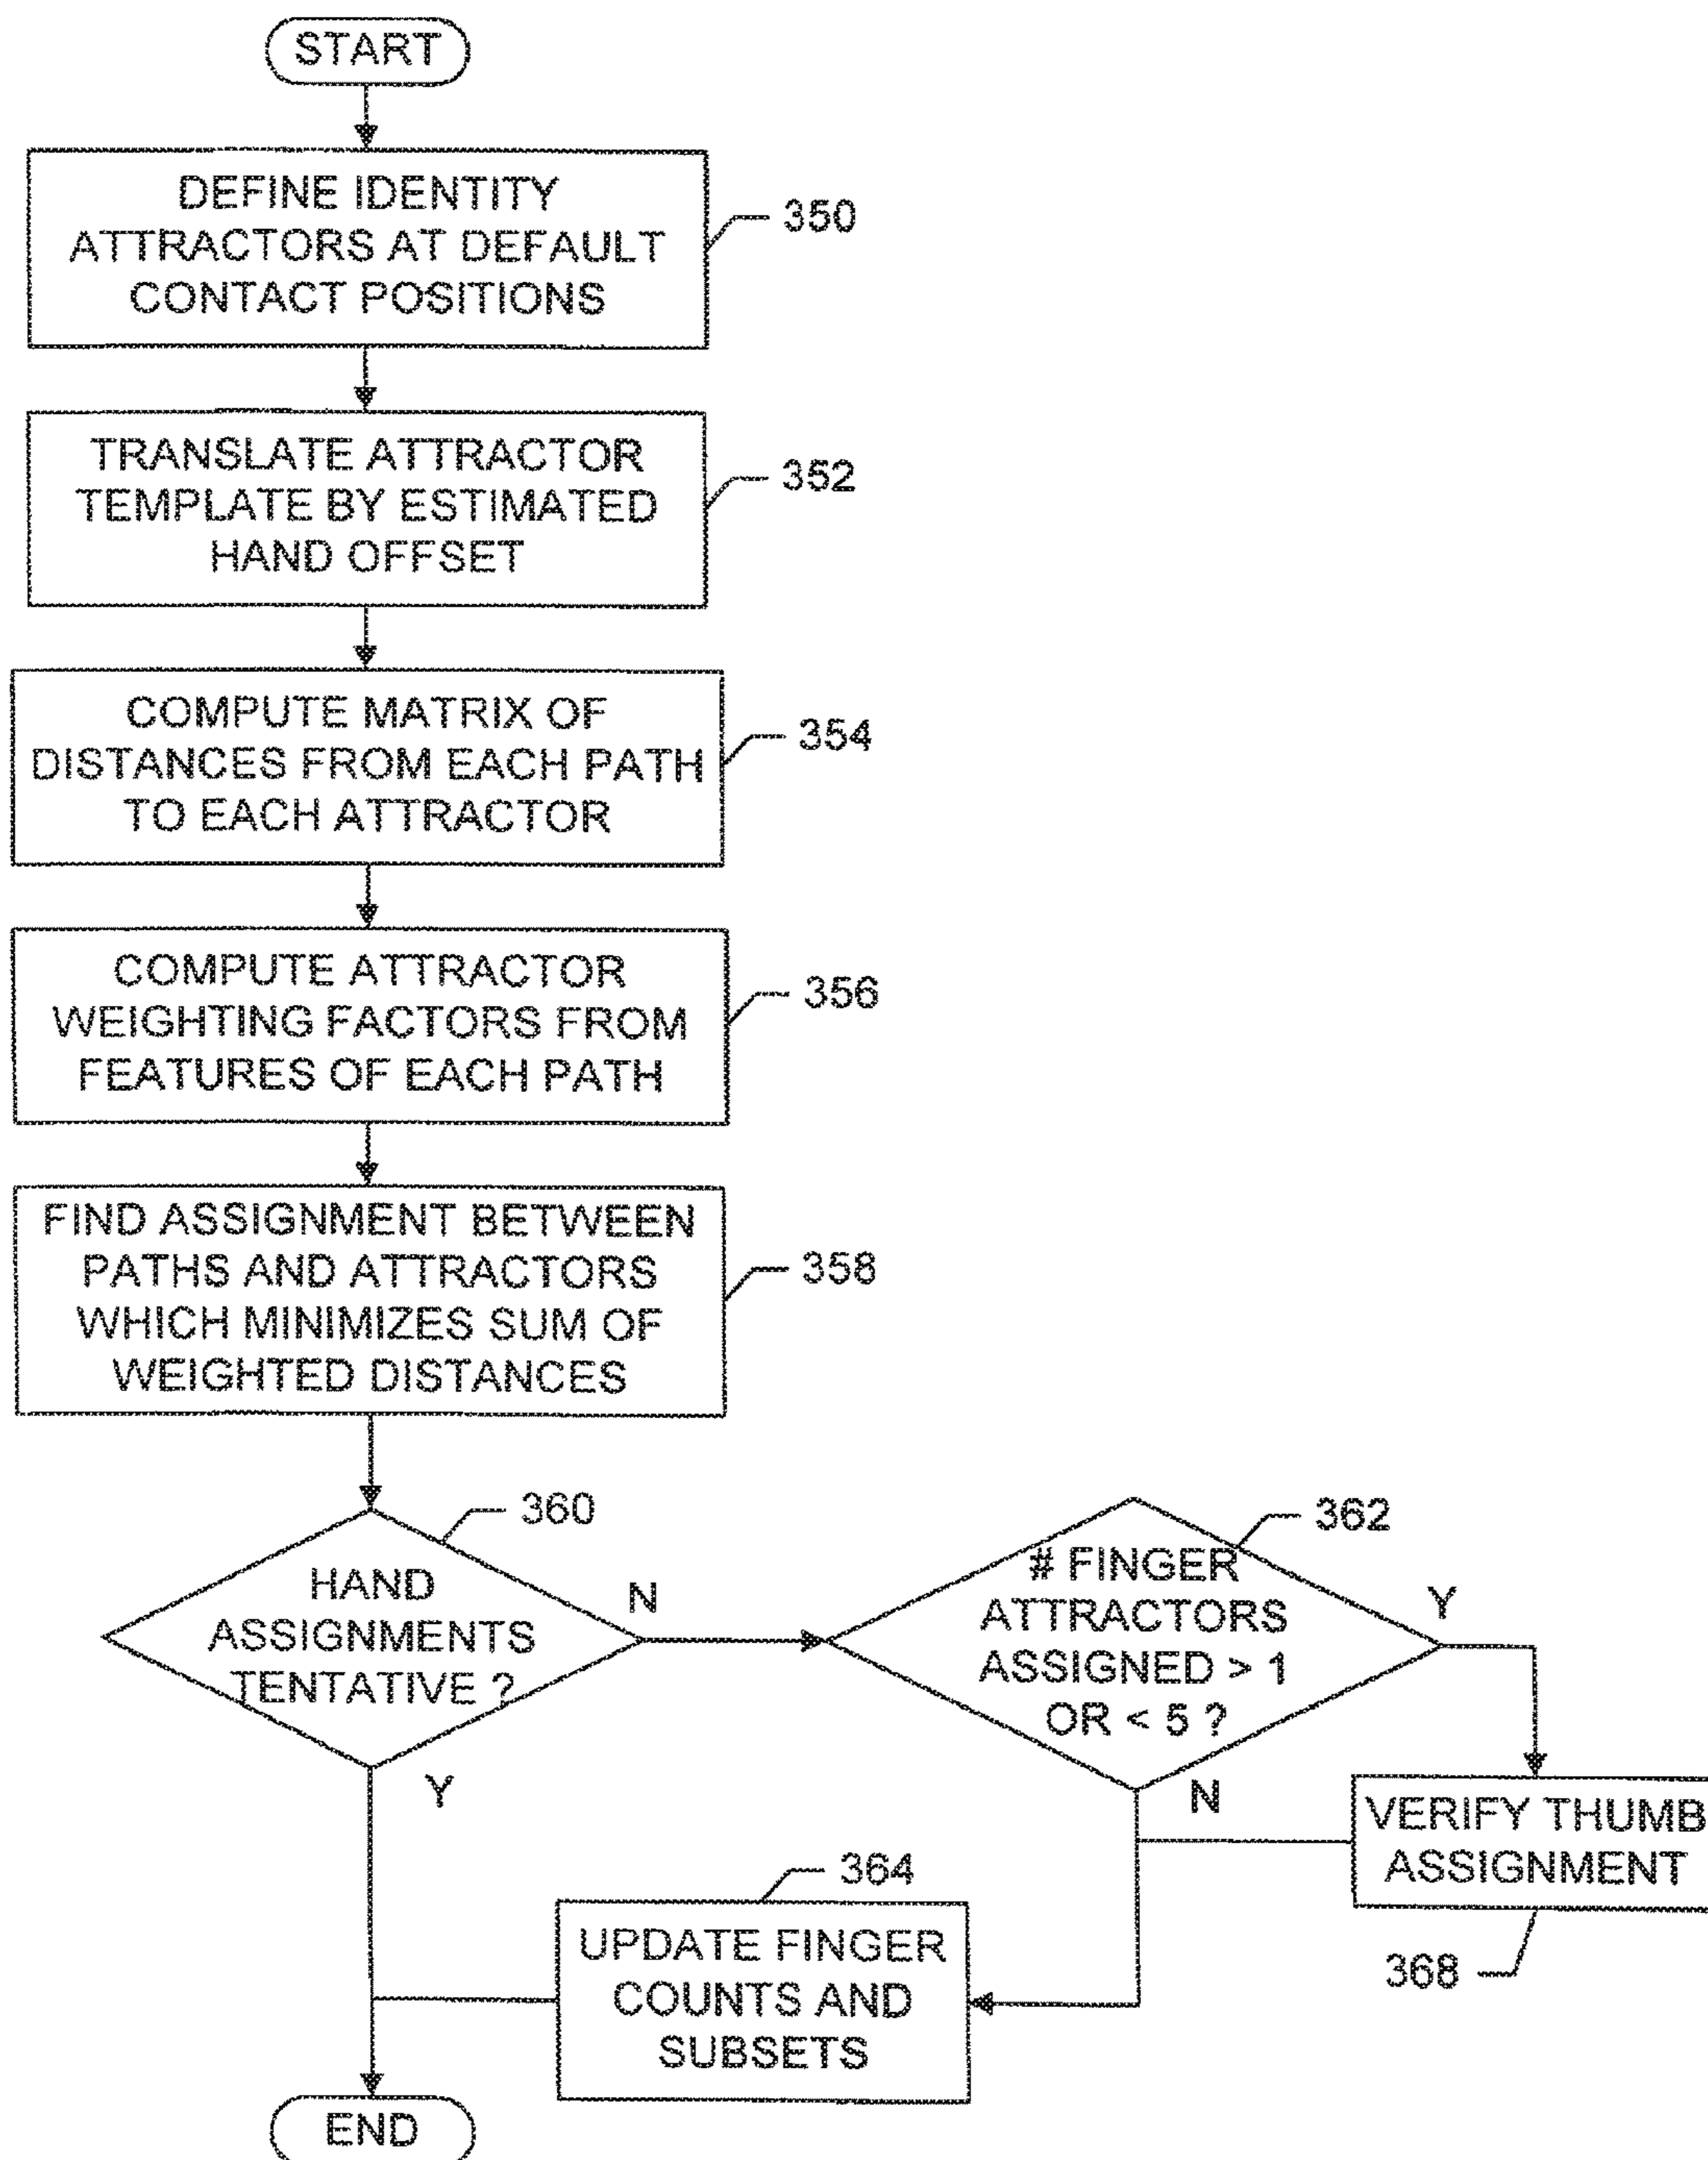 START
DEFINE IDENTITY
ATTRACTORS AT DEFAULT
CONTACT POSITIONS
350
TRANSLATE ATTRACTOR
TEMPLATE BY ESTIMATED
HAND OFFSET
352
COMPUTE MATRIX OF
DISTANCES FROM EACH PATH
TO EACH ATTRACTOR
354
COMPUTE ATTRACTOR
WEIGHTING FACTORS FROM
FEATURES OF EACH PATH
356
FIND ASSIGNMENT BETWEEN
PATHS AND ATTRACTORS
WHICH MINIMIZES SUM OF
WEIGHTED DISTANCES
358
360
HAND
ASSIGNMENTS
TENTATIVE ?
N
Y
362
# FINGER
ATTRACTORS
ASSIGNED > 1
OR < 5 ?
Y
N
VERIFY THUMB
ASSIGNMENT
368
364
UPDATE FINGER
COUNTS AND
SUBSETS
END